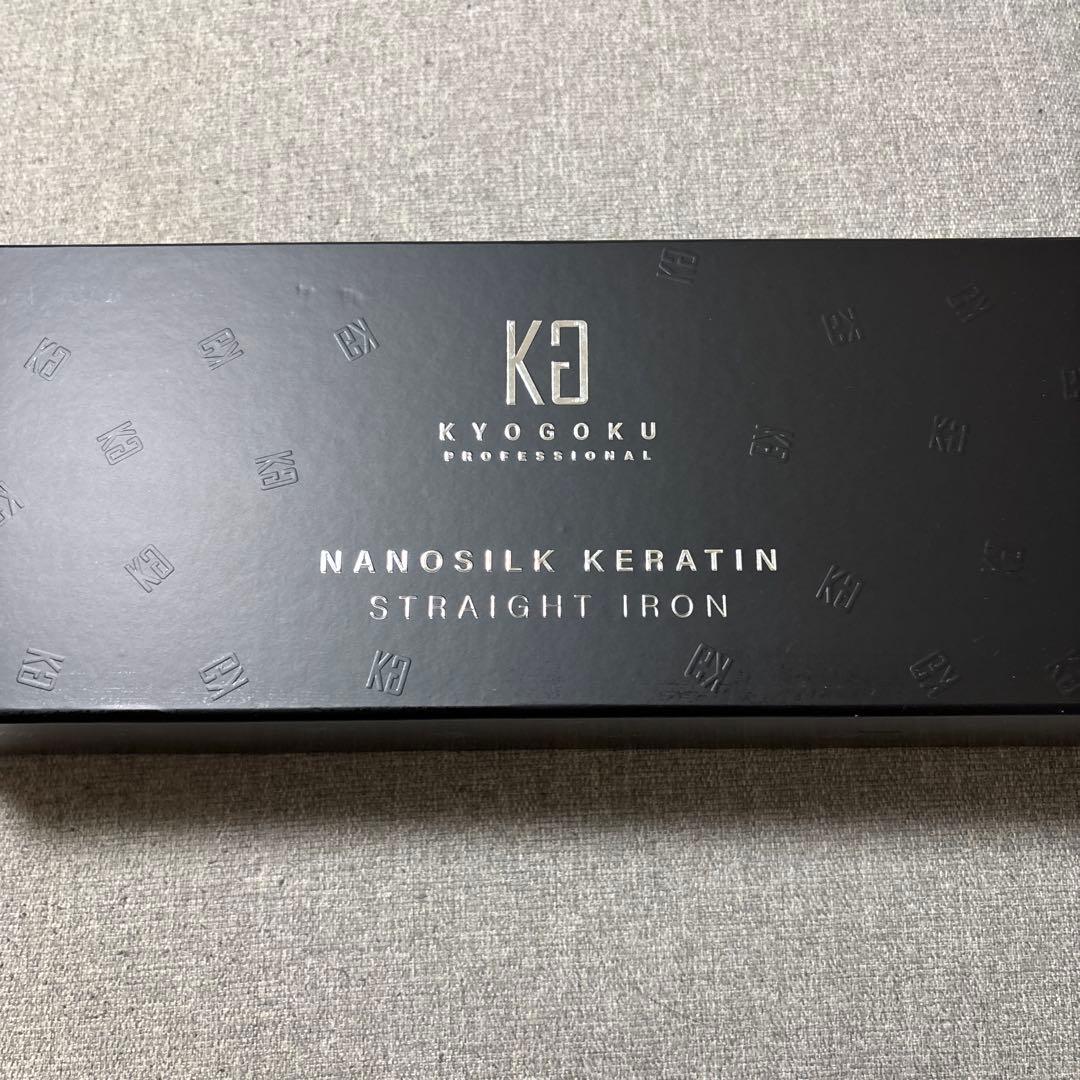 KG
KYOGOKU
PROFESSIONAL
NANOSILK KERATIN
STRAIGHT IRON